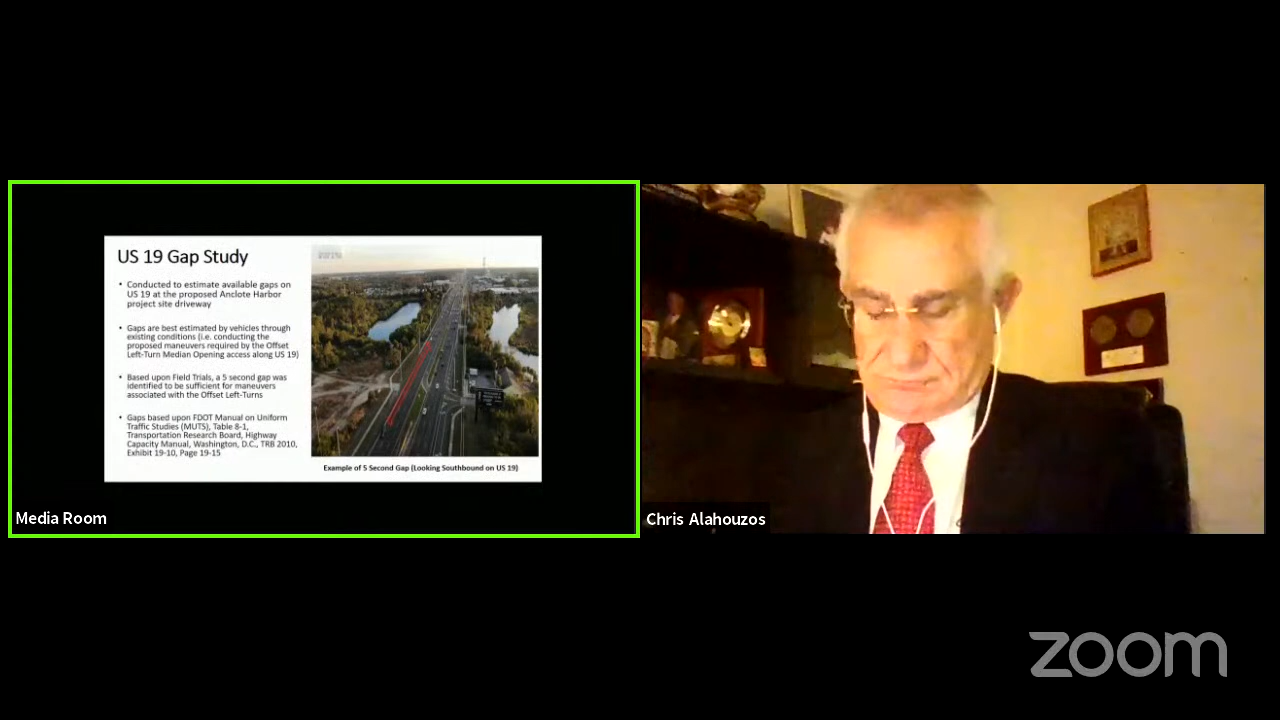 US 19 Gap Study
• Conducted to estimate available gaps on
US 19 at the proposed Anclote Harbor
project site driveway
• Gaps are best estimated by vehicles through
existing conditions (i.e. conducting the
proposed maneuvers required by the Offset
Left-Turn Median Opening access along US 19)
• Based upon Field Trials, a 5 second gap was
identified to be sufficient for maneuvers
associated with the Offset Left-Turns
• Gaps based upon FDOT Manual on Uniform
Traffic Studies (MUTS), Table 8-1,
Transportation Research Board, Highway
Capacity Manual, Washington, D.C., TRB 2010,
Exhibit 19-10, Page 19-15
Example of 5 Second Gap (Looking Southbound on US 19)
Media Room
Chris Alahouzos
zoom